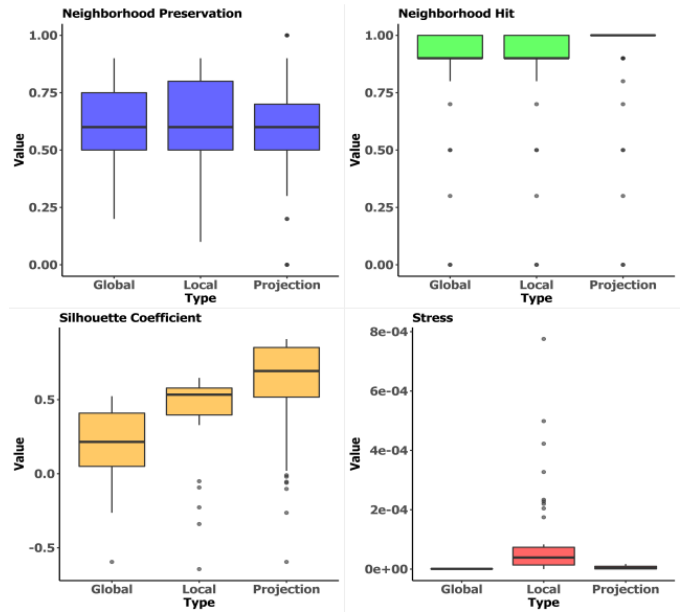 Neighborhood Preservation
1.00
0.75
0.50
0.25
0.00
Value
Global Local Projection
Type
Neighborhood Hit
1.00
0.75
0.50
0.25
0.00
Value
Global Local Projection
Type
Silhouette Coefficient
0.5
0.0
-0.5
Value
Global Local Projection
Type
Stress
8e-04
6e-04
4e-04
2e-04
0e+00
Value
Global Local Projection
Type